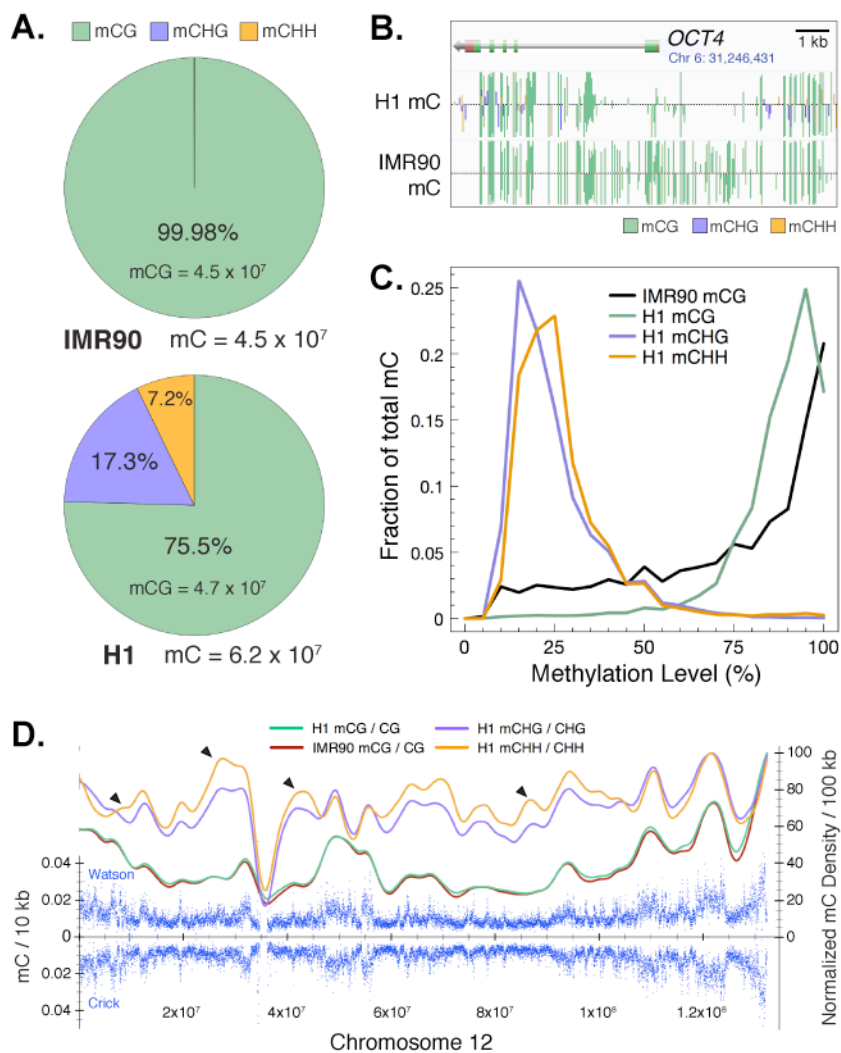 A.
mCG mCHG mCHH
99.98%
mCG = 4.5 x 10⁷
IMR90 mC = 4.5 x 10⁷
7.2%
17.3%
75.5%
mCG = 4.7 x 10⁷
H1 mC = 6.2 x 10⁷
B.
OCT4
1 kb
Chr 6: 31,246,431
H1 mC
IMR90
mC
mCG mCHG mCHH
C.
IMR90 mCG
H1 mCG
H1 mCHG
H1 mCHH
Fraction of total mC
0.25
0.2
0.15
0.1
0.05
0
0 25 50 75 100
Methylation Level (%)
D.
H1 mCG / CG H1 mCHG / CHG
IMR90 mCG / CG H1 mCHH / CHH
mC / 10 kb
0.04
0.02
0
0.02
0.04
Watson
Crick
100
80
60
40
20
0
Normalized mC Density / 100 kb
2x10⁷ 4x10⁷ 6x10⁷ 8x10⁷ 1x10⁸ 1.2x10⁸
Chromosome 12